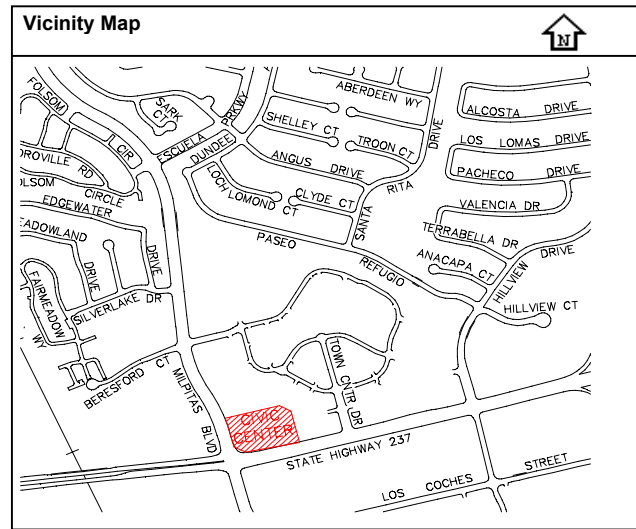 Vicinity Map
N
FOLSOM
CIR
SARK
CT
ESCUELA
PRKWY
DUNDEE
ABERDEEN WY
SHELLEY CT
TROON CT
DRIVE
ANGUS DRIVE
SANTA
RITA
ALCOSTA DRIVE
LOS LOMAS DRIVE
PACHECO DRIVE
VALENCIA DR
TERRABELLA DR
DRIVE
ANACAPA CT
HILLVIEW
HILLVIEW CT
OROVILLE RD
OLSOM
CIRCLE
EDGEWATER
DRIVE
EADOWLAND
DRIVE
FAIRMEADOW
WY
SILVERLAKE DR
BERESFORD CT
LOCH
LOMOND CT
CLYDE CT
PASEO
REFUGIO
MILPITAS
BLVD
TOWN CNTR DR
CIVIC
CENTER
STATE HIGHWAY 237
LOS COCHES STREET